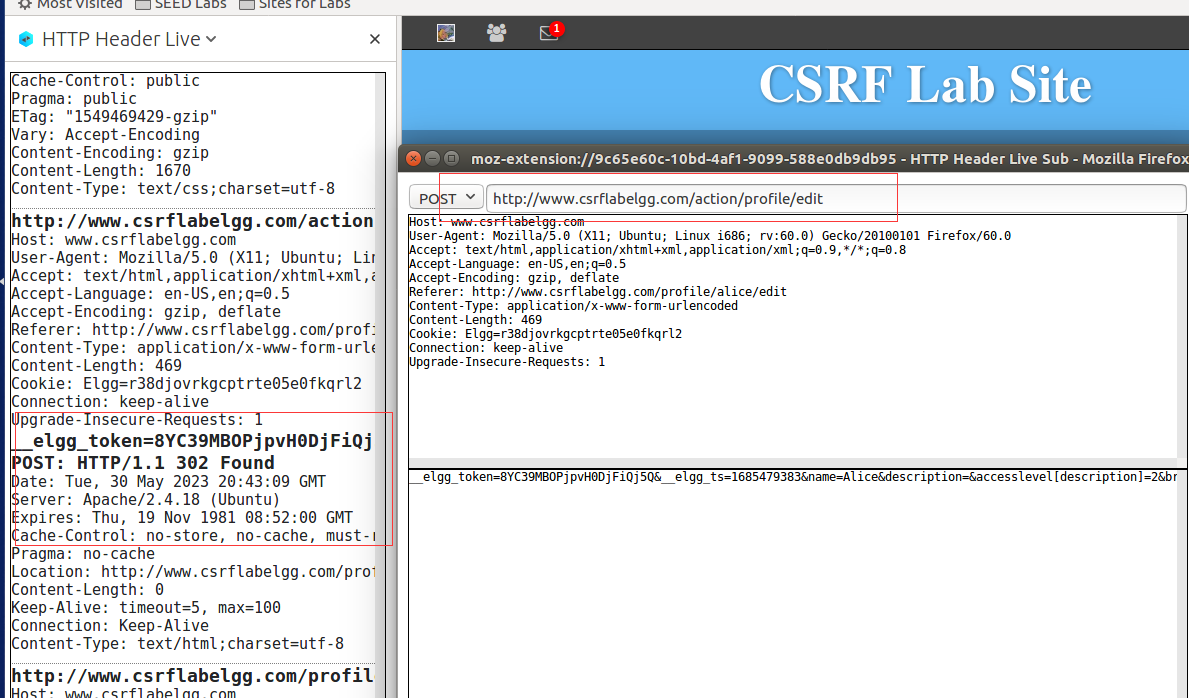 Most Visited SEED Labs Sites for Labs
HTTP Header Live
Cache-Control: public
Pragma: public
ETag: "1549469429-gzip"
Vary: Accept-Encoding
Content-Encoding: gzip
Content-Length: 1670
Content-Type: text/css;charset=utf-8
http://www.csrflabelgg.com/action
Host: www.csrflabelgg.com
User-Agent: Mozilla/5.0 (X11; Ubuntu; Lin
Accept: text/html,application/xhtml+xml,a
Accept-Language: en-US,en;q=0.5
Accept-Encoding: gzip, deflate
Referer: http://www.csrflabelgg.com/profi
Content-Type: application/x-www-form-urle
Content-Length: 469
Cookie: Elgg=r38djovrkgcptrte05e0fkqrl2
Connection: keep-alive
Upgrade-Insecure-Requests: 1
__elgg_token=8YC39MBOPjpvH0DjFiQj
POST: HTTP/1.1 302 Found
Date: Tue, 30 May 2023 20:43:09 GMT
Server: Apache/2.4.18 (Ubuntu)
Expires: Thu, 19 Nov 1981 08:52:00 GMT
Cache-Control: no-store, no-cache, must-r
Pragma: no-cache
Location: http://www.csrflabelgg.com/prof
Content-Length: 0
Keep-Alive: timeout=5, max=100
Connection: Keep-Alive
Content-Type: text/html;charset=utf-8
http://www.csrflabelgg.com/profil
Host: www.csrflabelgg.com
1
CSRF Lab Site
moz-extension://9c65e60c-10bd-4af1-9099-588e0db9db95 - HTTP Header Live Sub - Mozilla Firefox
POST http://www.csrflabelgg.com/action/profile/edit
Host: www.csrflabelgg.com
User-Agent: Mozilla/5.0 (X11; Ubuntu; Linux i686; rv:60.0) Gecko/20100101 Firefox/60.0
Accept: text/html,application/xhtml+xml,application/xml;q=0.9,*/*;q=0.8
Accept-Language: en-US,en;q=0.5
Accept-Encoding: gzip, deflate
Referer: http://www.csrflabelgg.com/profile/alice/edit
Content-Type: application/x-www-form-urlencoded
Content-Length: 469
Cookie: Elgg=r38djovrkgcptrte05e0fkqrl2
Connection: keep-alive
Upgrade-Insecure-Requests: 1
__elgg_token=8YC39MBOPjpvH0DjFiQj5Q&__elgg_ts=1685479383&name=Alice&description=&accesslevel[description]=2&br